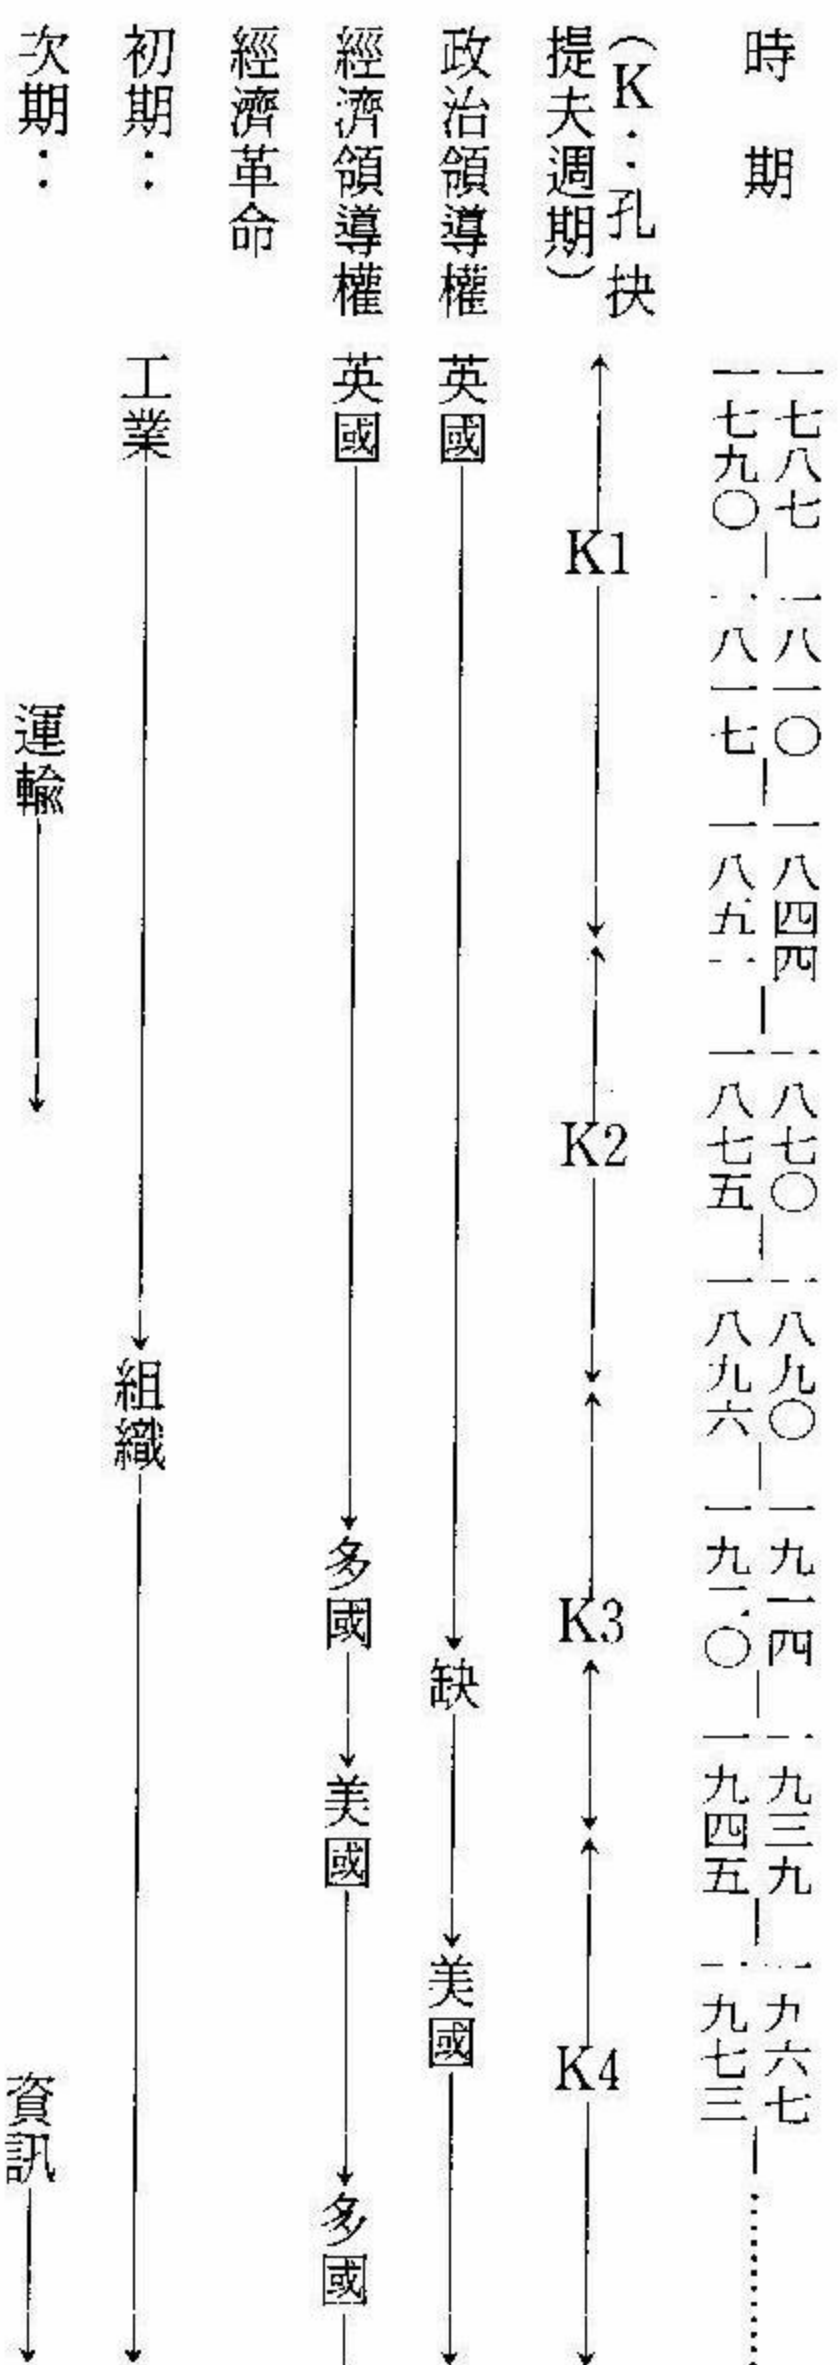 時期
一七八七 一八一〇 一八四四 一八七〇 一八九〇 一九一四 一九三九 一九六七
一七九〇 一八一七 一八五一 一八七五 一八九六 一九二〇 一九四五 一九七三
(K：孔抉
提夫週期)
K1 K2 K3 K4
政治領導權 英國 缺 美國
經濟領導權 英國 多國 美國 多國
經濟革命
初期： 工業 組織
次期： 運輸 資訊